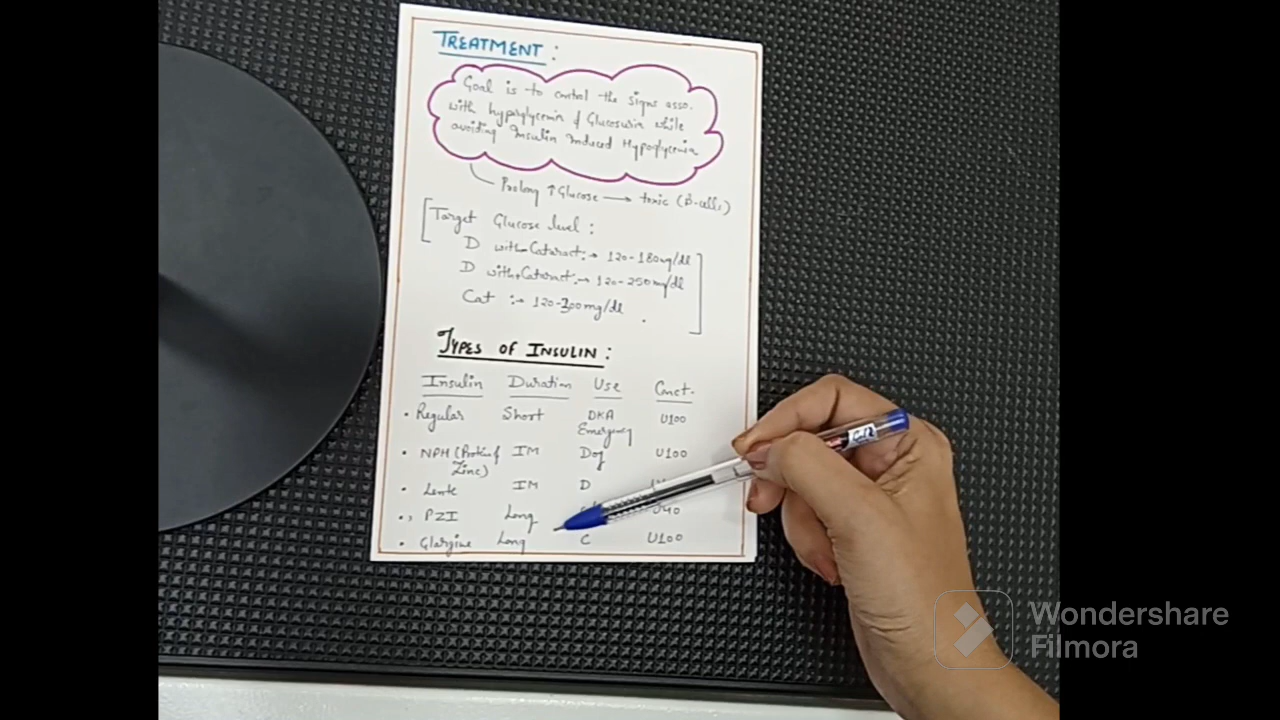 TREATMENT :
Goal is to control the signs asso.
with hyperglycemia & Glucosuria while
avoiding Insulin Induced Hypoglycemia
Prolong ↑ Glucose → toxic (β-cells)
[Target Glucose level :
D with-Cataract :→ 120-180mg/dl
D with+Cataract :→ 120-250mg/dl
Cat :→ 120-300mg/dl
TYPES OF INSULIN :
Insulin Duration Use Conct.
• Regular Short DKA U100
Emergency
• NPH (Protein of IM Dog U100
Zinc)
• Lente IM D
• PZI Long U40
• Glargine Long C U100
Wondershare
Filmora